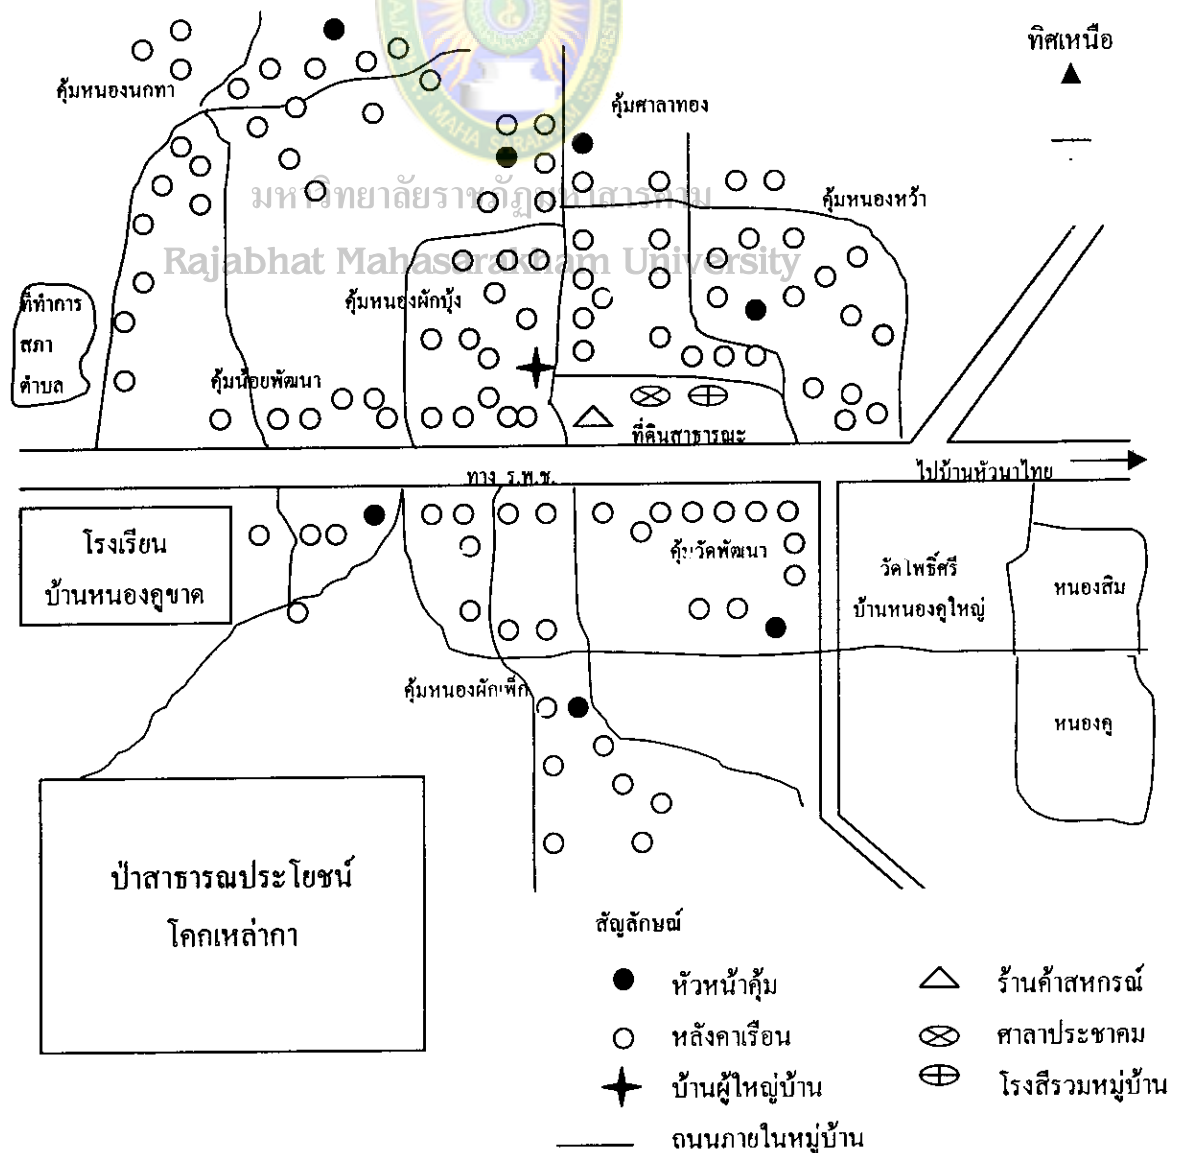 ทิศเหนือ
คุ้มหนองนกทา
คุ้มศาลาทอง
มหาวิทยาลัยราชภัฏมหาสารคาม
คุ้มหนองหว้า
Rajabhat Mahasarakham University
คุ้มหนองผักบุ้ง
ที่ทำการ
สภา
ตำบล
คุ้มน้อยพัฒนา
ที่ดินสาธารณะ
ทาง ร.พ.ช.
ไปบ้านหัวนาไทย
โรงเรียน
บ้านหนองคูขาด
คุ้มวัดพัฒนา
วัดโพธิ์ศรี
บ้านหนองคูใหญ่
หนองสิม
คุ้มหนองผักเพ็ก
หนองคู
ป่าสาธารณประโยชน์
โคกเหล่ากา
สัญลักษณ์
หัวหน้าคุ้ม
ร้านค้าสหกรณ์
หลังคาเรือน
ศาลาประชาคม
บ้านผู้ใหญ่บ้าน
โรงสีรวมหมู่บ้าน
ถนนภายในหมู่บ้าน